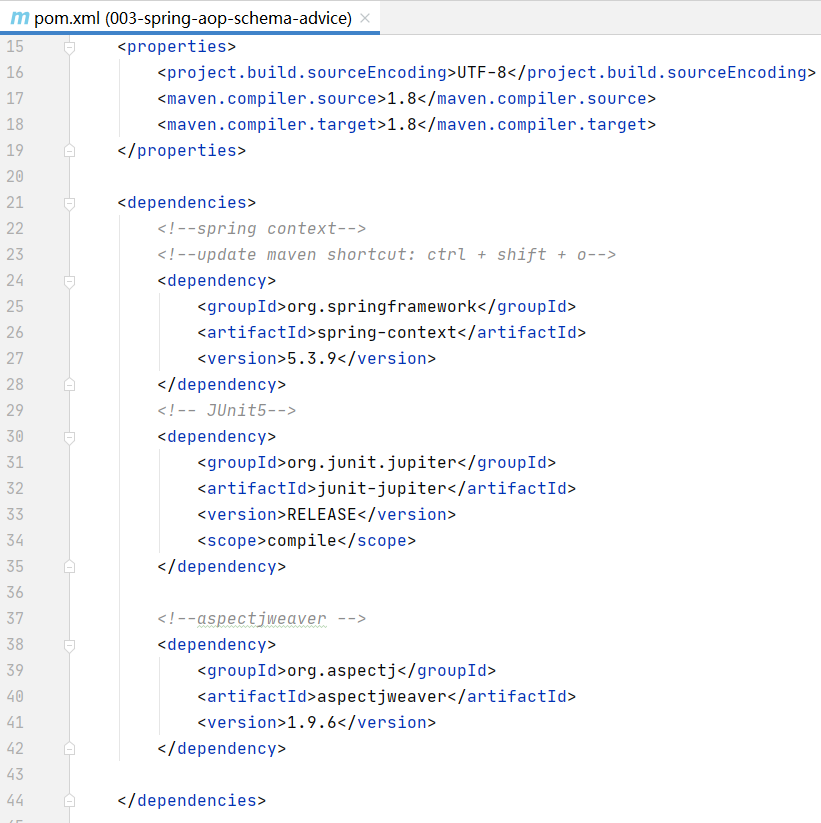 m pom.xml (003-spring-aop-schema-advice) ×
15 <properties>
16 <project.build.sourceEncoding>UTF-8</project.build.sourceEncoding>
17 <maven.compiler.source>1.8</maven.compiler.source>
18 <maven.compiler.target>1.8</maven.compiler.target>
19 </properties>
20
21 <dependencies>
22 <!--spring context-->
23 <!--update maven shortcut: ctrl + shift + o-->
24 <dependency>
25 <groupId>org.springframework</groupId>
26 <artifactId>spring-context</artifactId>
27 <version>5.3.9</version>
28 </dependency>
29 <!-- JUnit5-->
30 <dependency>
31 <groupId>org.junit.jupiter</groupId>
32 <artifactId>junit-jupiter</artifactId>
33 <version>RELEASE</version>
34 <scope>compile</scope>
35 </dependency>
36
37 <!--aspectjweaver -->
38 <dependency>
39 <groupId>org.aspectj</groupId>
40 <artifactId>aspectjweaver</artifactId>
41 <version>1.9.6</version>
42 </dependency>
43
44 </dependencies>